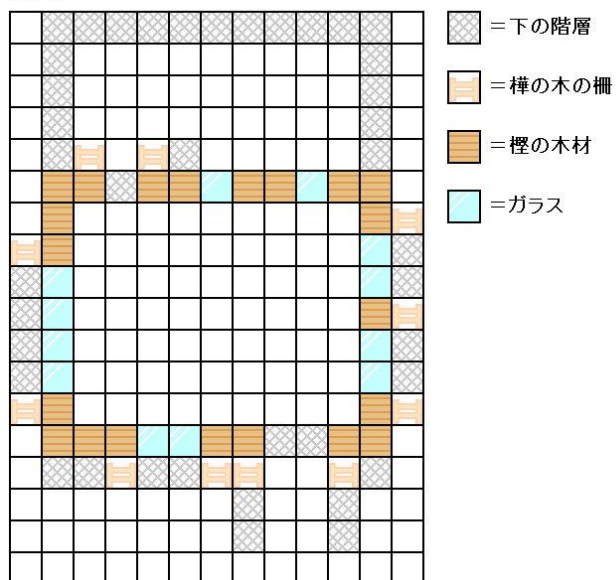 =下の階層
=樺の木の柵
=樫の木材
=ガラス